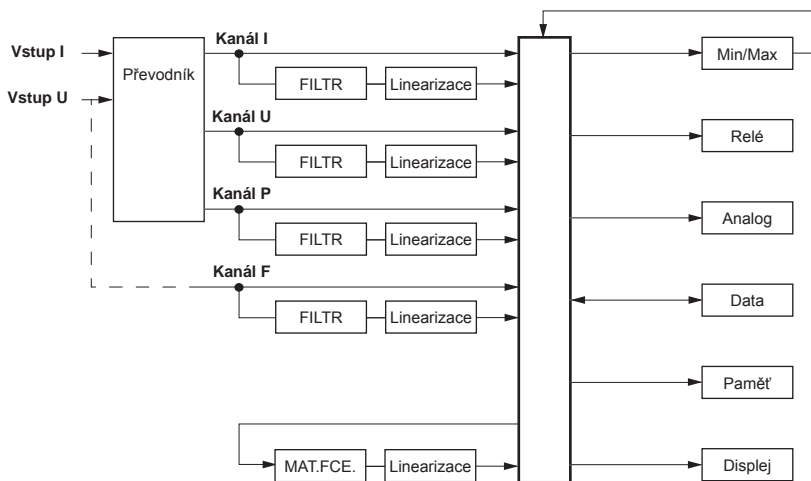 Vstup I
Vstup U
Převodník
Kanál I
FILTR
Linearizace
Kanál U
FILTR
Linearizace
Kanál P
FILTR
Linearizace
Kanál F
FILTR
Linearizace
MAT.FCE.
Linearizace
Min/Max
Relé
Analog
Data
Paměť
Displej